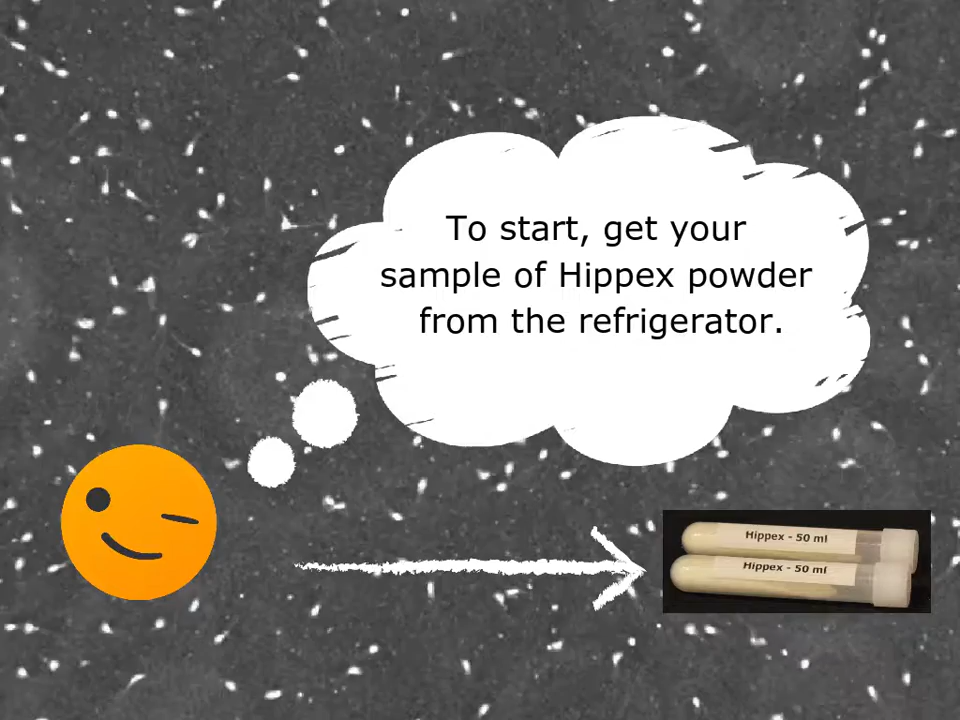 To start, get your
sample of Hippex powder
from the refrigerator.
Hippex - 50 ml
Hippex - 50 ml